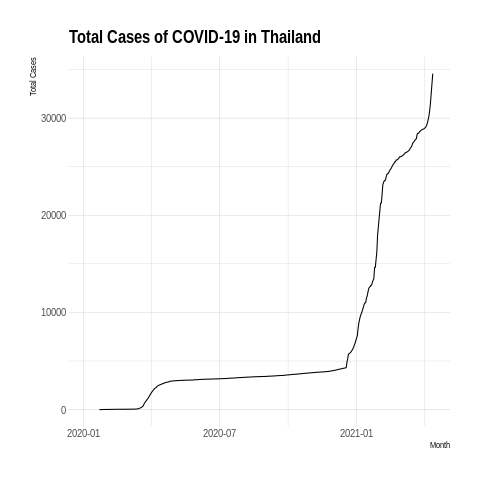 Total Cases of COVID-19 in Thailand
Total Cases
30000
20000
10000
0
2020-01 2020-07 2021-01
Month